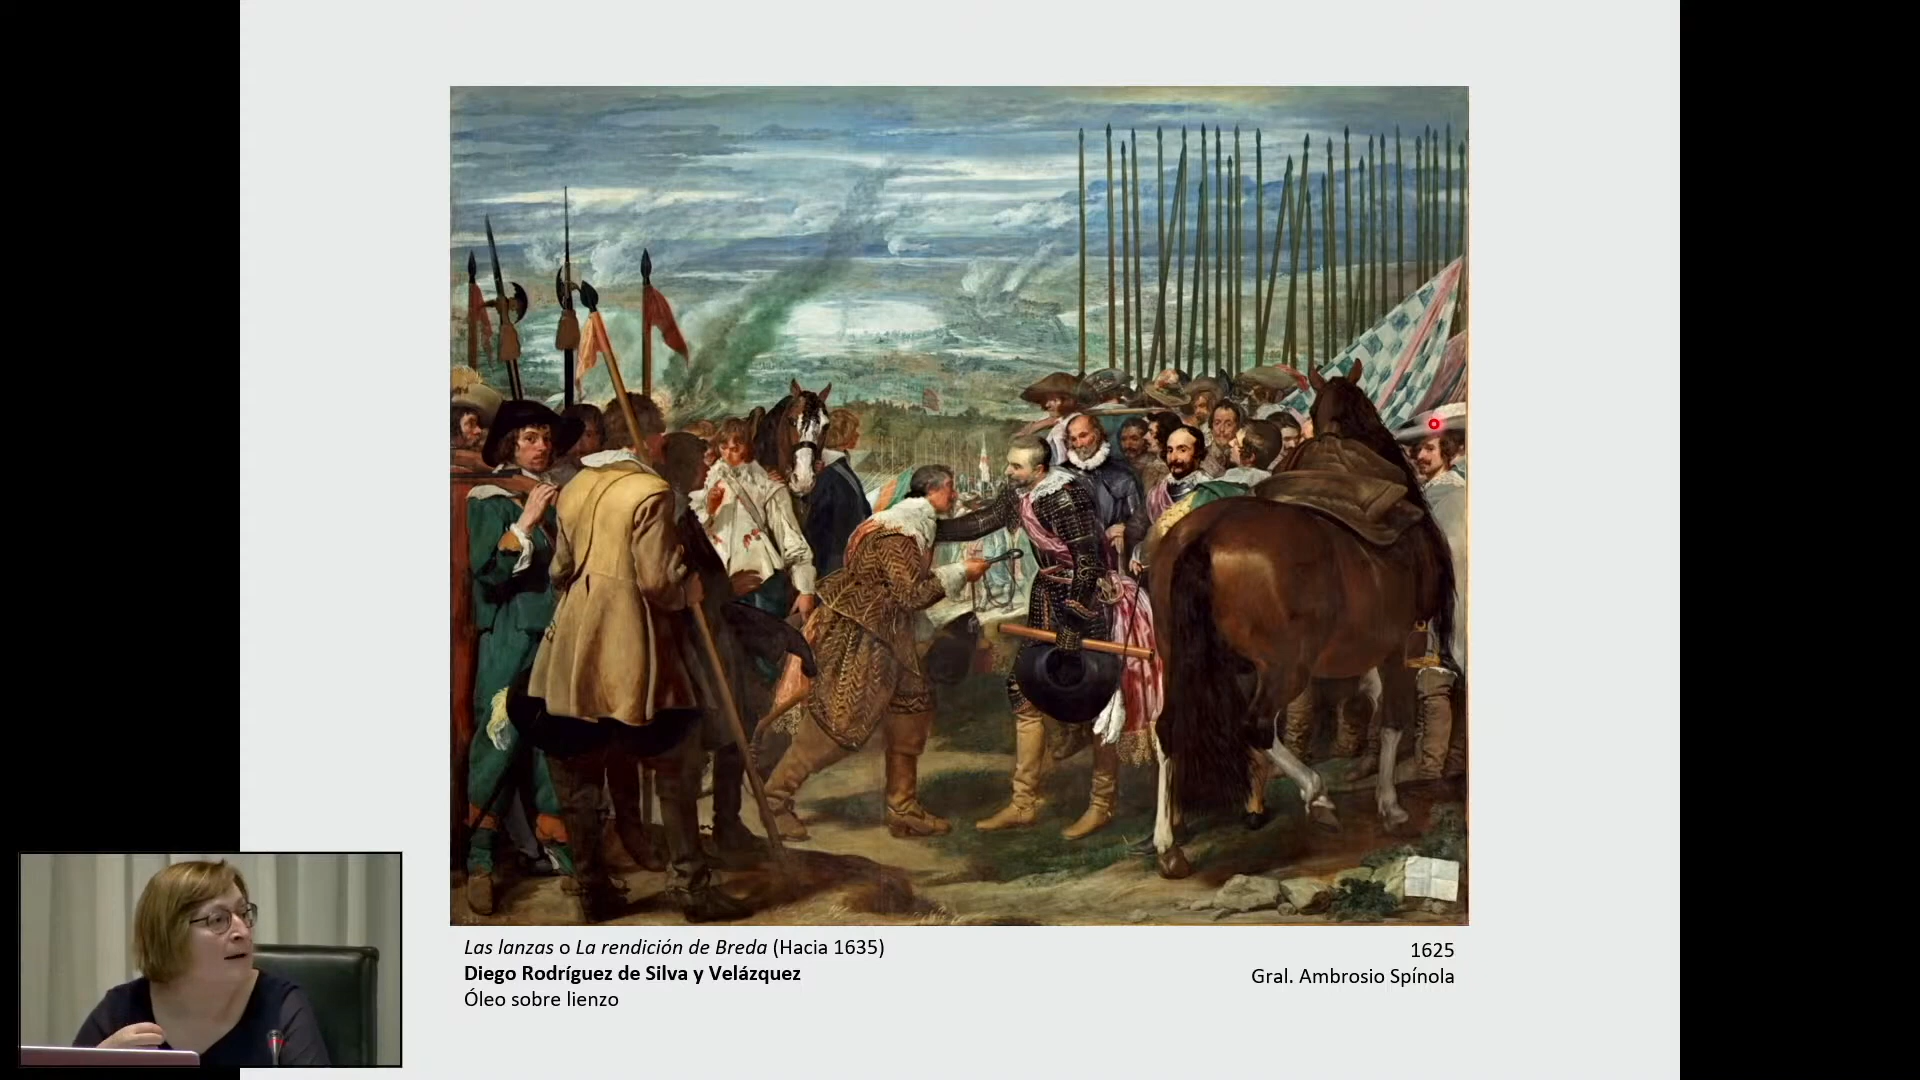 Las lanzas o La rendición de Breda (Hacia 1635)
Diego Rodríguez de Silva y Velázquez
Óleo sobre lienzo
1625
Gral. Ambrosio Spínola